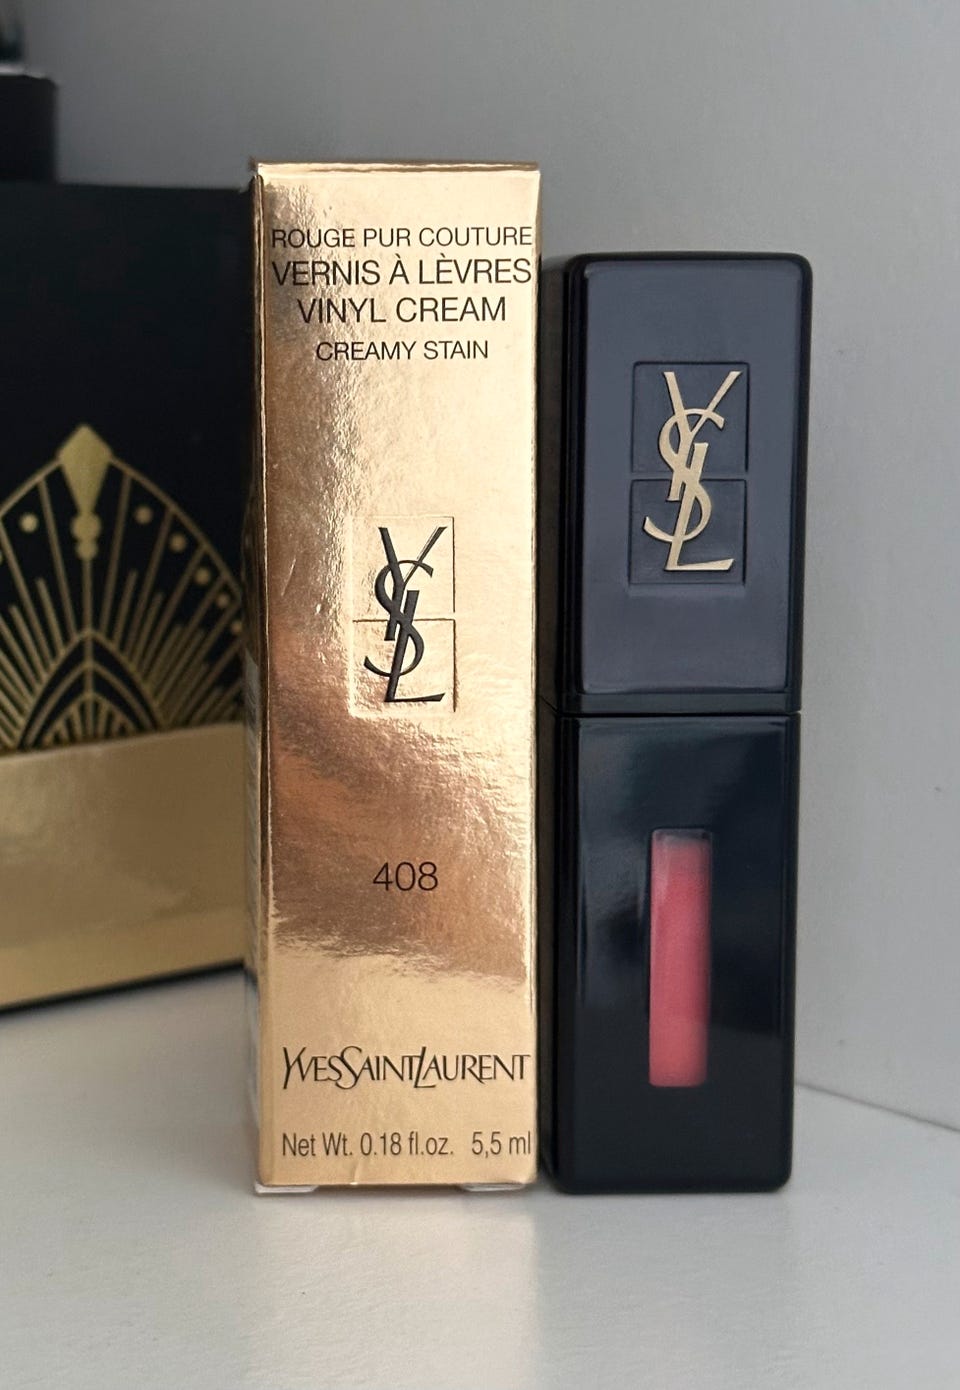 ROUGE PUR COUTURE
VERNIS À LÈVRES
VINYL CREAM
CREAMY STAIN
YSL
408
YVESSAINTLAURENT
Net Wt. 0.18 fl.oz. 5,5 ml
YSL